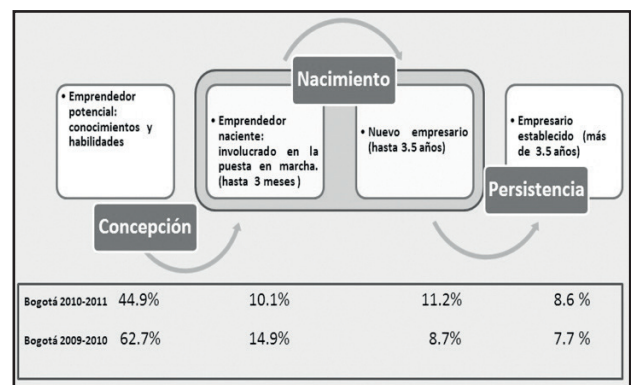 Nacimiento
• Emprendedor
potencial:
conocimientos y
habilidades
• Emprendedor
naciente:
involucrado en la
puesta en marcha.
(hasta 3 meses )
• Nuevo empresario
(hasta 3.5 años)
• Empresario
establecido (más
de 3.5 años)
Concepción
Persistencia
Bogotá 2010-2011 44.9% 10.1% 11.2% 8.6 %
Bogotá 2009-2010 62.7% 14.9% 8.7% 7.7 %